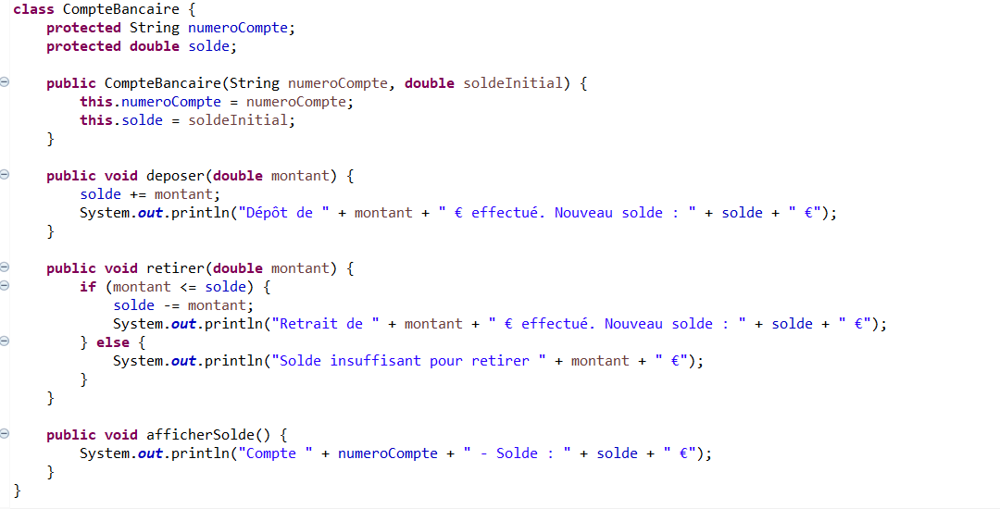 class CompteBancaire {
    protected String numeroCompte;
    protected double solde;

    public CompteBancaire(String numeroCompte, double soldeInitial) {
        this.numeroCompte = numeroCompte;
        this.solde = soldeInitial;
    }

    public void deposer(double montant) {
        solde += montant;
        System.out.println("Dépôt de " + montant + " € effectué. Nouveau solde : " + solde + " €");
    }

    public void retirer(double montant) {
        if (montant <= solde) {
            solde -= montant;
            System.out.println("Retrait de " + montant + " € effectué. Nouveau solde : " + solde + " €");
        } else {
            System.out.println("Solde insuffisant pour retirer " + montant + " €");
        }
    }

    public void afficherSolde() {
        System.out.println("Compte " + numeroCompte + " - Solde : " + solde + " €");
    }
}